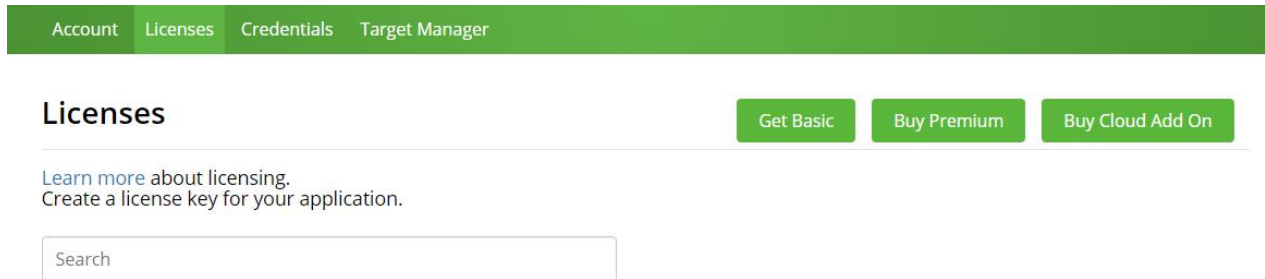 Account Licenses Credentials Target Manager
Licenses
Get Basic Buy Premium Buy Cloud Add On
Learn more about licensing.
Create a license key for your application.
Search